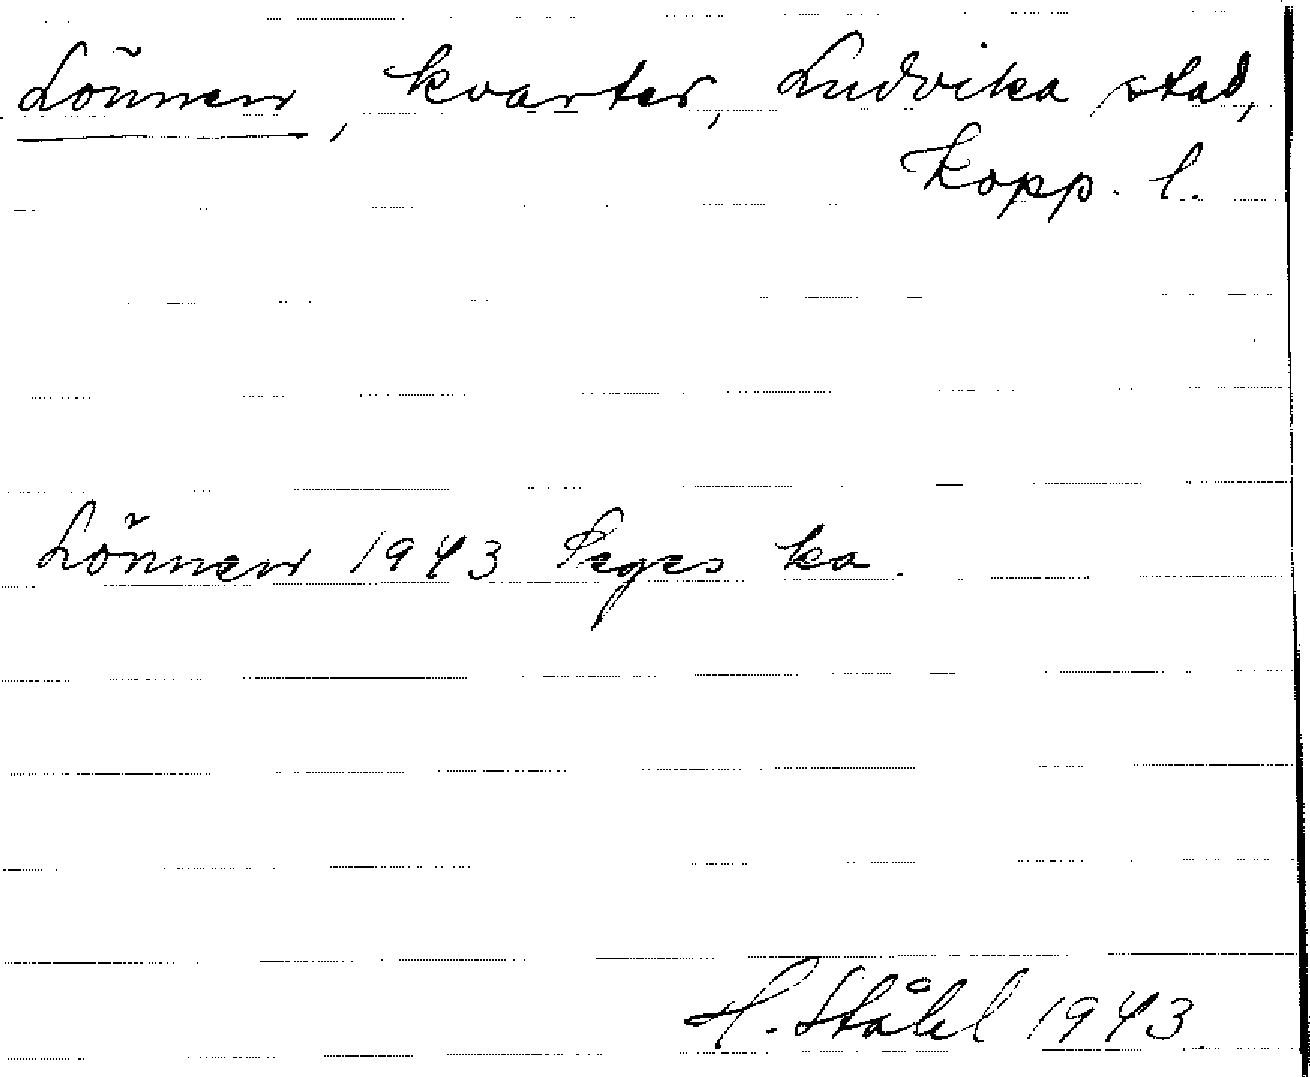 Lönnen, kvarter, Ludvika stad,
Kopp. l.
Lönnen 1943 Seges ka.
H. Ståhl 1943